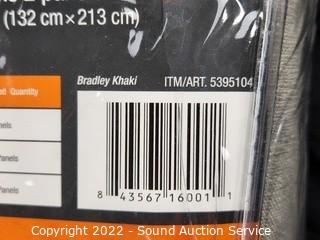 (132 cm×213 cm)
Bradley Khaki ITM/ART. 5395104
Quantity
Panels
Panels
8 43567 16001 1
Copyright 2022 - Sound Auction Service